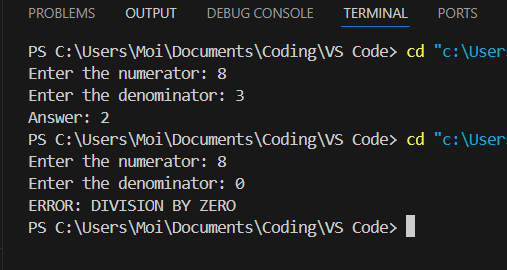 PROBLEMS OUTPUT DEBUG CONSOLE TERMINAL PORTS
PS C:\Users\Moi\Documents\Coding\VS Code> cd "c:\User
Enter the numerator: 8
Enter the denominator: 3
Answer: 2
PS C:\Users\Moi\Documents\Coding\VS Code> cd "c:\User
Enter the numerator: 8
Enter the denominator: 0
ERROR: DIVISION BY ZERO
PS C:\Users\Moi\Documents\Coding\VS Code>